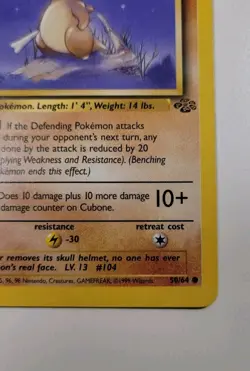 okémon. Length: 1' 4", Weight: 14 lbs.
If the Defending Pokémon attacks
during your opponent's next turn, any
done by the attack is reduced by 20
plying Weakness and Resistance). (Benching
okémon ends this effect.)
Does 10 damage plus 10 more damage
damage counter on Cubone.
10+
resistance
retreat cost
-30
r removes its skull helmet, no one has ever
on's real face. LV. 13 #104
5, 96, 98 Nintendo, Creatures, GAMEFREAK. ©1999 Wizards.
50/64